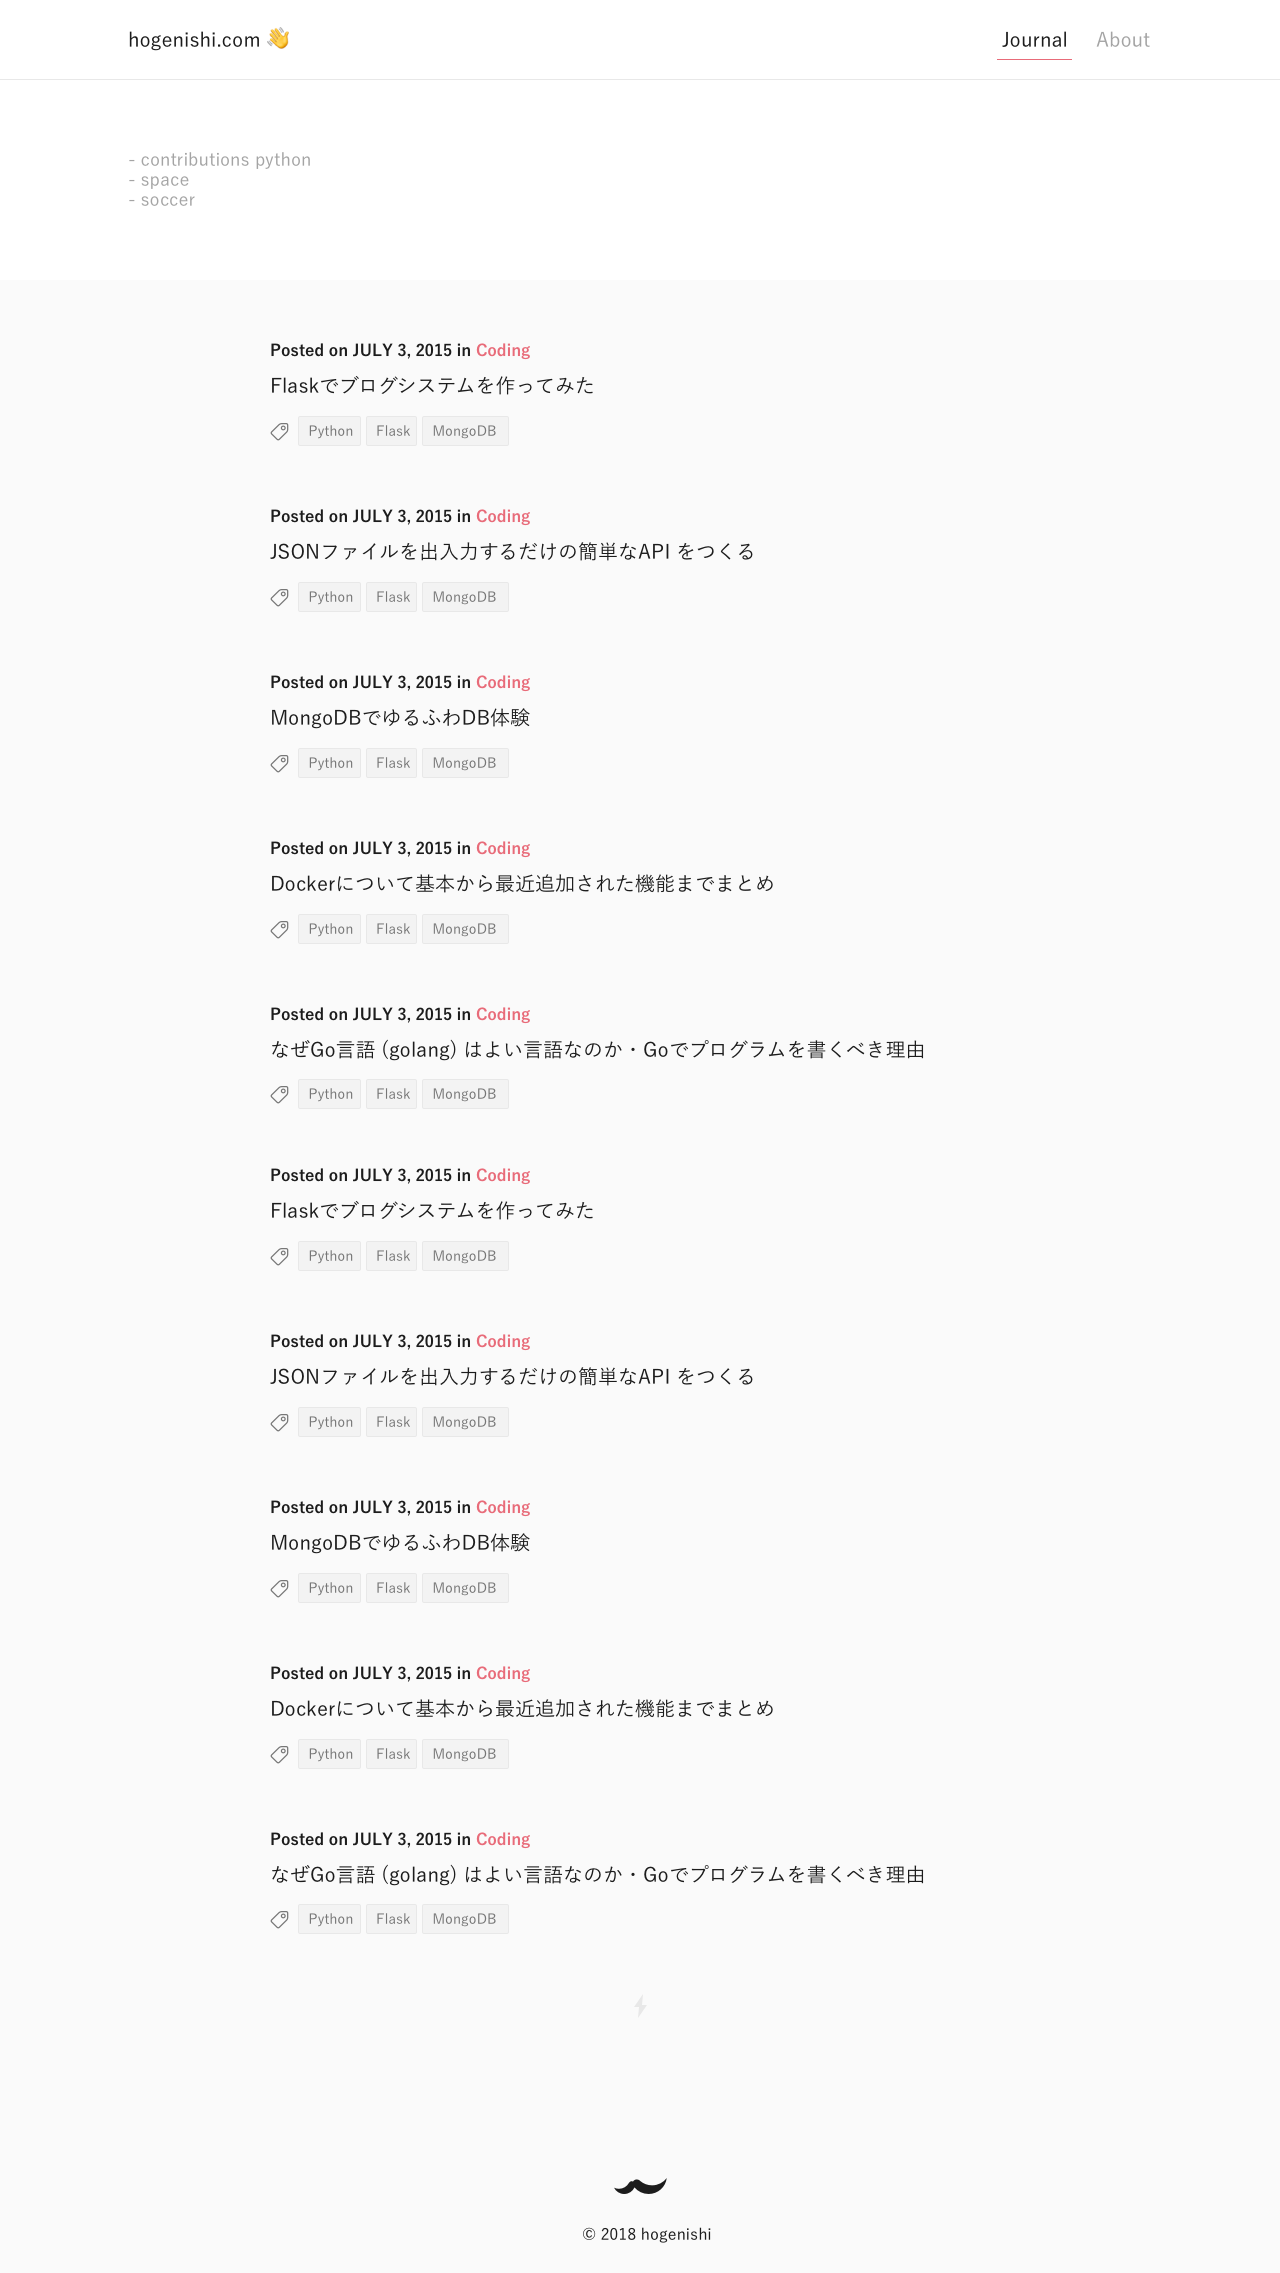 hogenishi.com 👋
Journal About
- contributions python
- space
- soccer
Posted on JULY 3, 2015 in Coding
Flaskでブログシステムを作ってみた
Python Flask MongoDB
Posted on JULY 3, 2015 in Coding
JSONファイルを出入力するだけの簡単なAPI をつくる
Python Flask MongoDB
Posted on JULY 3, 2015 in Coding
MongoDBでゆるふわDB体験
Python Flask MongoDB
Posted on JULY 3, 2015 in Coding
Dockerについて基本から最近追加された機能までまとめ
Python Flask MongoDB
Posted on JULY 3, 2015 in Coding
なぜGo言語 (golang) はよい言語なのか・Goでプログラムを書くべき理由
Python Flask MongoDB
Posted on JULY 3, 2015 in Coding
Flaskでブログシステムを作ってみた
Python Flask MongoDB
Posted on JULY 3, 2015 in Coding
JSONファイルを出入力するだけの簡単なAPI をつくる
Python Flask MongoDB
Posted on JULY 3, 2015 in Coding
MongoDBでゆるふわDB体験
Python Flask MongoDB
Posted on JULY 3, 2015 in Coding
Dockerについて基本から最近追加された機能までまとめ
Python Flask MongoDB
Posted on JULY 3, 2015 in Coding
なぜGo言語 (golang) はよい言語なのか・Goでプログラムを書くべき理由
Python Flask MongoDB
© 2018 hogenishi